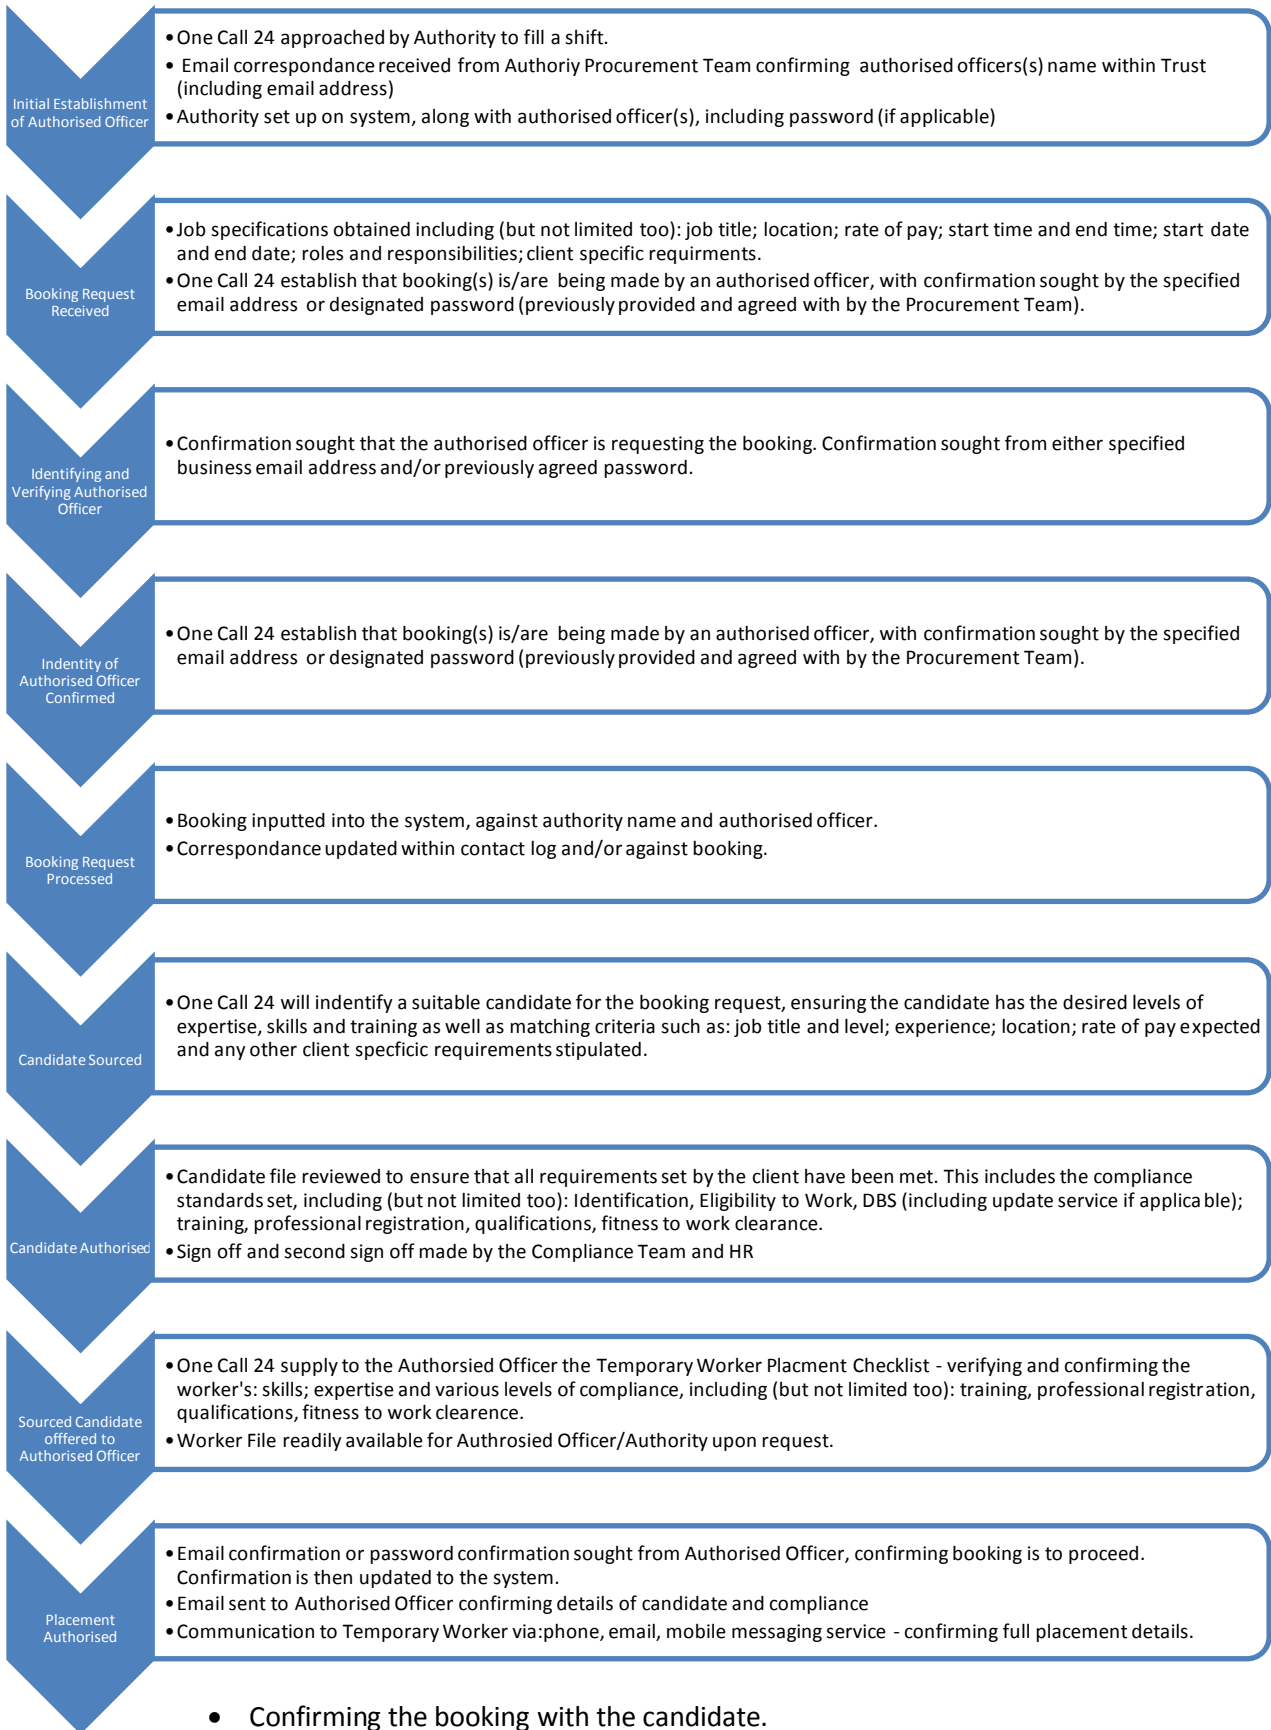 Initial Establishment
of Authorised Officer
•One Call 24 approached by Authority to fill a shift.
• Email correspondance received from Authoriy Procurement Team confirming authorised officers(s) name within Trust
(including email address)
•Authority set up on system, along with authorised officer(s), including password (if applicable)
Booking Request
Received
•Job specifications obtained including (but not limited too): job title; location; rate of pay; start time and end time; start date
and end date; roles and responsibilities; client specific requirments.
•One Call 24 establish that booking(s) is/are being made by an authorised officer, with confirmation sought by the specified
email address or designated password (previously provided and agreed with by the Procurement Team).
Identifying and
Verifying Authorised
Officer
•Confirmation sought that the authorised officer is requesting the booking. Confirmation sought from either specified
business email address and/or previously agreed password.
Indentity of
Authorised Officer
Confirmed
•One Call 24 establish that booking(s) is/are being made by an authorised officer, with confirmation sought by the specified
email address or designated password (previously provided and agreed with by the Procurement Team).
Booking Request
Processed
•Booking inputted into the system, against authority name and authorised officer.
•Correspondance updated within contact log and/or against booking.
Candidate Sourced
•One Call 24 will indentify a suitable candidate for the booking request, ensuring the candidate has the desired levels of
expertise, skills and training as well as matching criteria such as: job title and level; experience; location; rate of pay expected
and any other client specficic requirements stipulated.
Candidate Authorised
•Candidate file reviewed to ensure that all requirements set by the client have been met. This includes the compliance
standards set, including (but not limited too): Identification, Eligibility to Work, DBS (including update service if applicable);
training, professional registration, qualifications, fitness to work clearance.
•Sign off and second sign off made by the Compliance Team and HR
Sourced Candidate
offfered to
Authorised Officer
•One Call 24 supply to the Authorsied Officer the Temporary Worker Placment Checklist - verifying and confirming the
worker's: skills; expertise and various levels of compliance, including (but not limited too): training, professional registration,
qualifications, fitness to work clearence.
•Worker File readily available for Authrosied Officer/Authority upon request.
Placement
Authorised
•Email confirmation or password confirmation sought from Authorised Officer, confirming booking is to proceed.
Confirmation is then updated to the system.
•Email sent to Authorised Officer confirming details of candidate and compliance
•Communication to Temporary Worker via:phone, email, mobile messaging service - confirming full placement details.
• Confirming the booking with the candidate.